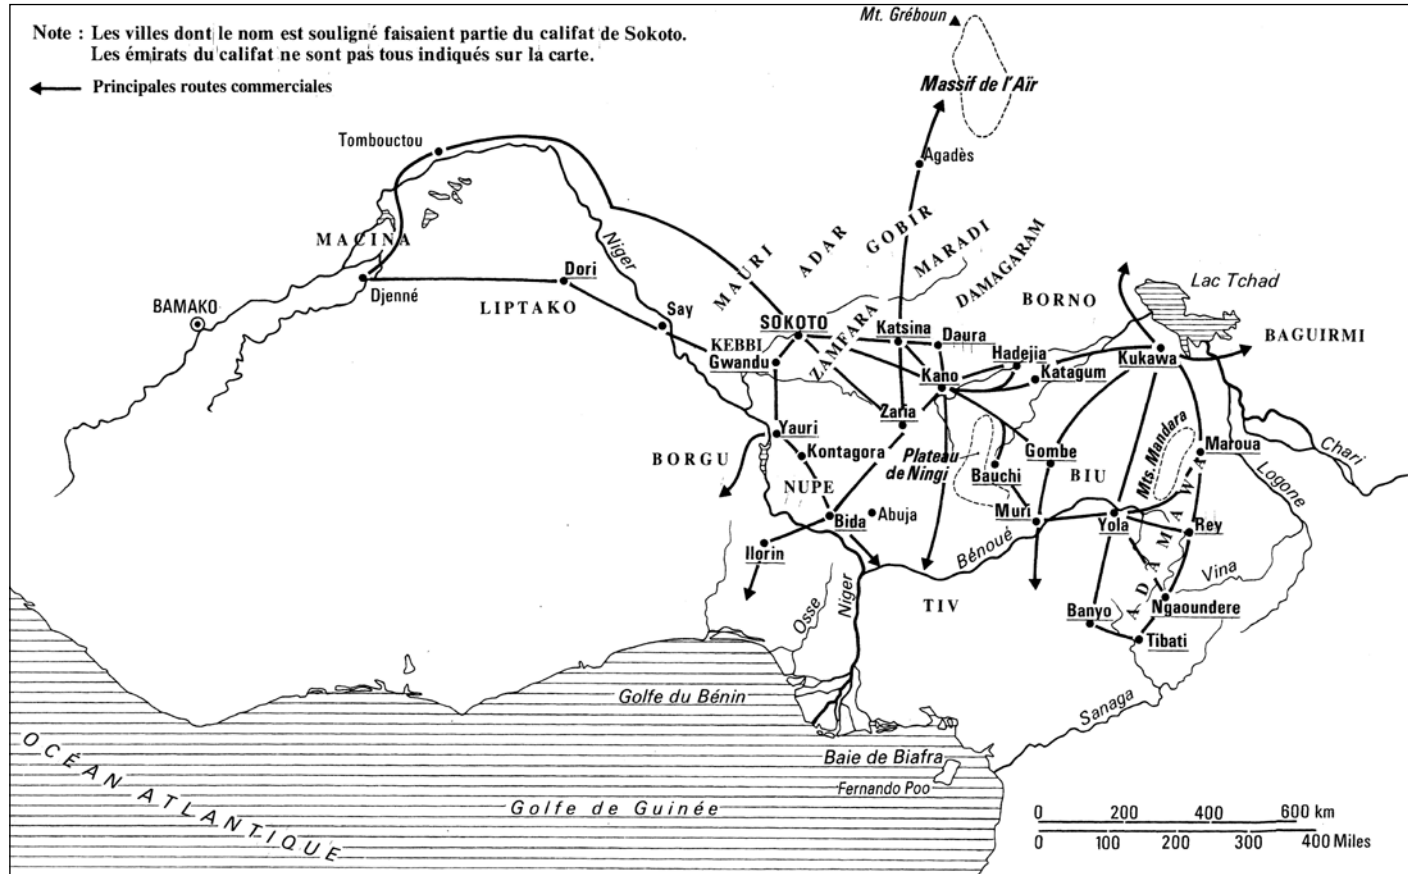 Note : Les villes dont le nom est souligné faisaient partie du califat de Sokoto.
Les émirats du califat ne sont pas tous indiqués sur la carte.
Principales routes commerciales
Mt. Gréboun
Massif de l'Aïr
Tombouctou
Agadès
MACINA
Niger
MAURI
ADAR
GOBIR
MARADI
DAMAGARAM
Djenné
Dori
LIPTAKO
BAMAKO
Say
SOKOTO
KEBBI
Gwandu
ZAMFARA
Katsina
Daura
BORNO
Lac Tchad
BAGUIRMI
Hadejia
Kukawa
Kano
Katagum
Zaria
Yauri
Kontagora
BORGU
Plateau
de Ningi
Gombe
Bauchi
BIU
Mts. Mandara
Maroua
Chari
Logone
NUPE
Bida
Abuja
Muri
Yola
Rey
Ilorin
Bénoué
ADAMAWA
Vina
Osse
Niger
TIV
Banyo
Ngaoundere
Tibati
Sanaga
Golfe du Bénin
Baie de Biafra
Fernando Poo
Golfe de Guinée
OCÉAN ATLANTIQUE
0 200 400 600 km
0 100 200 300 400 Miles